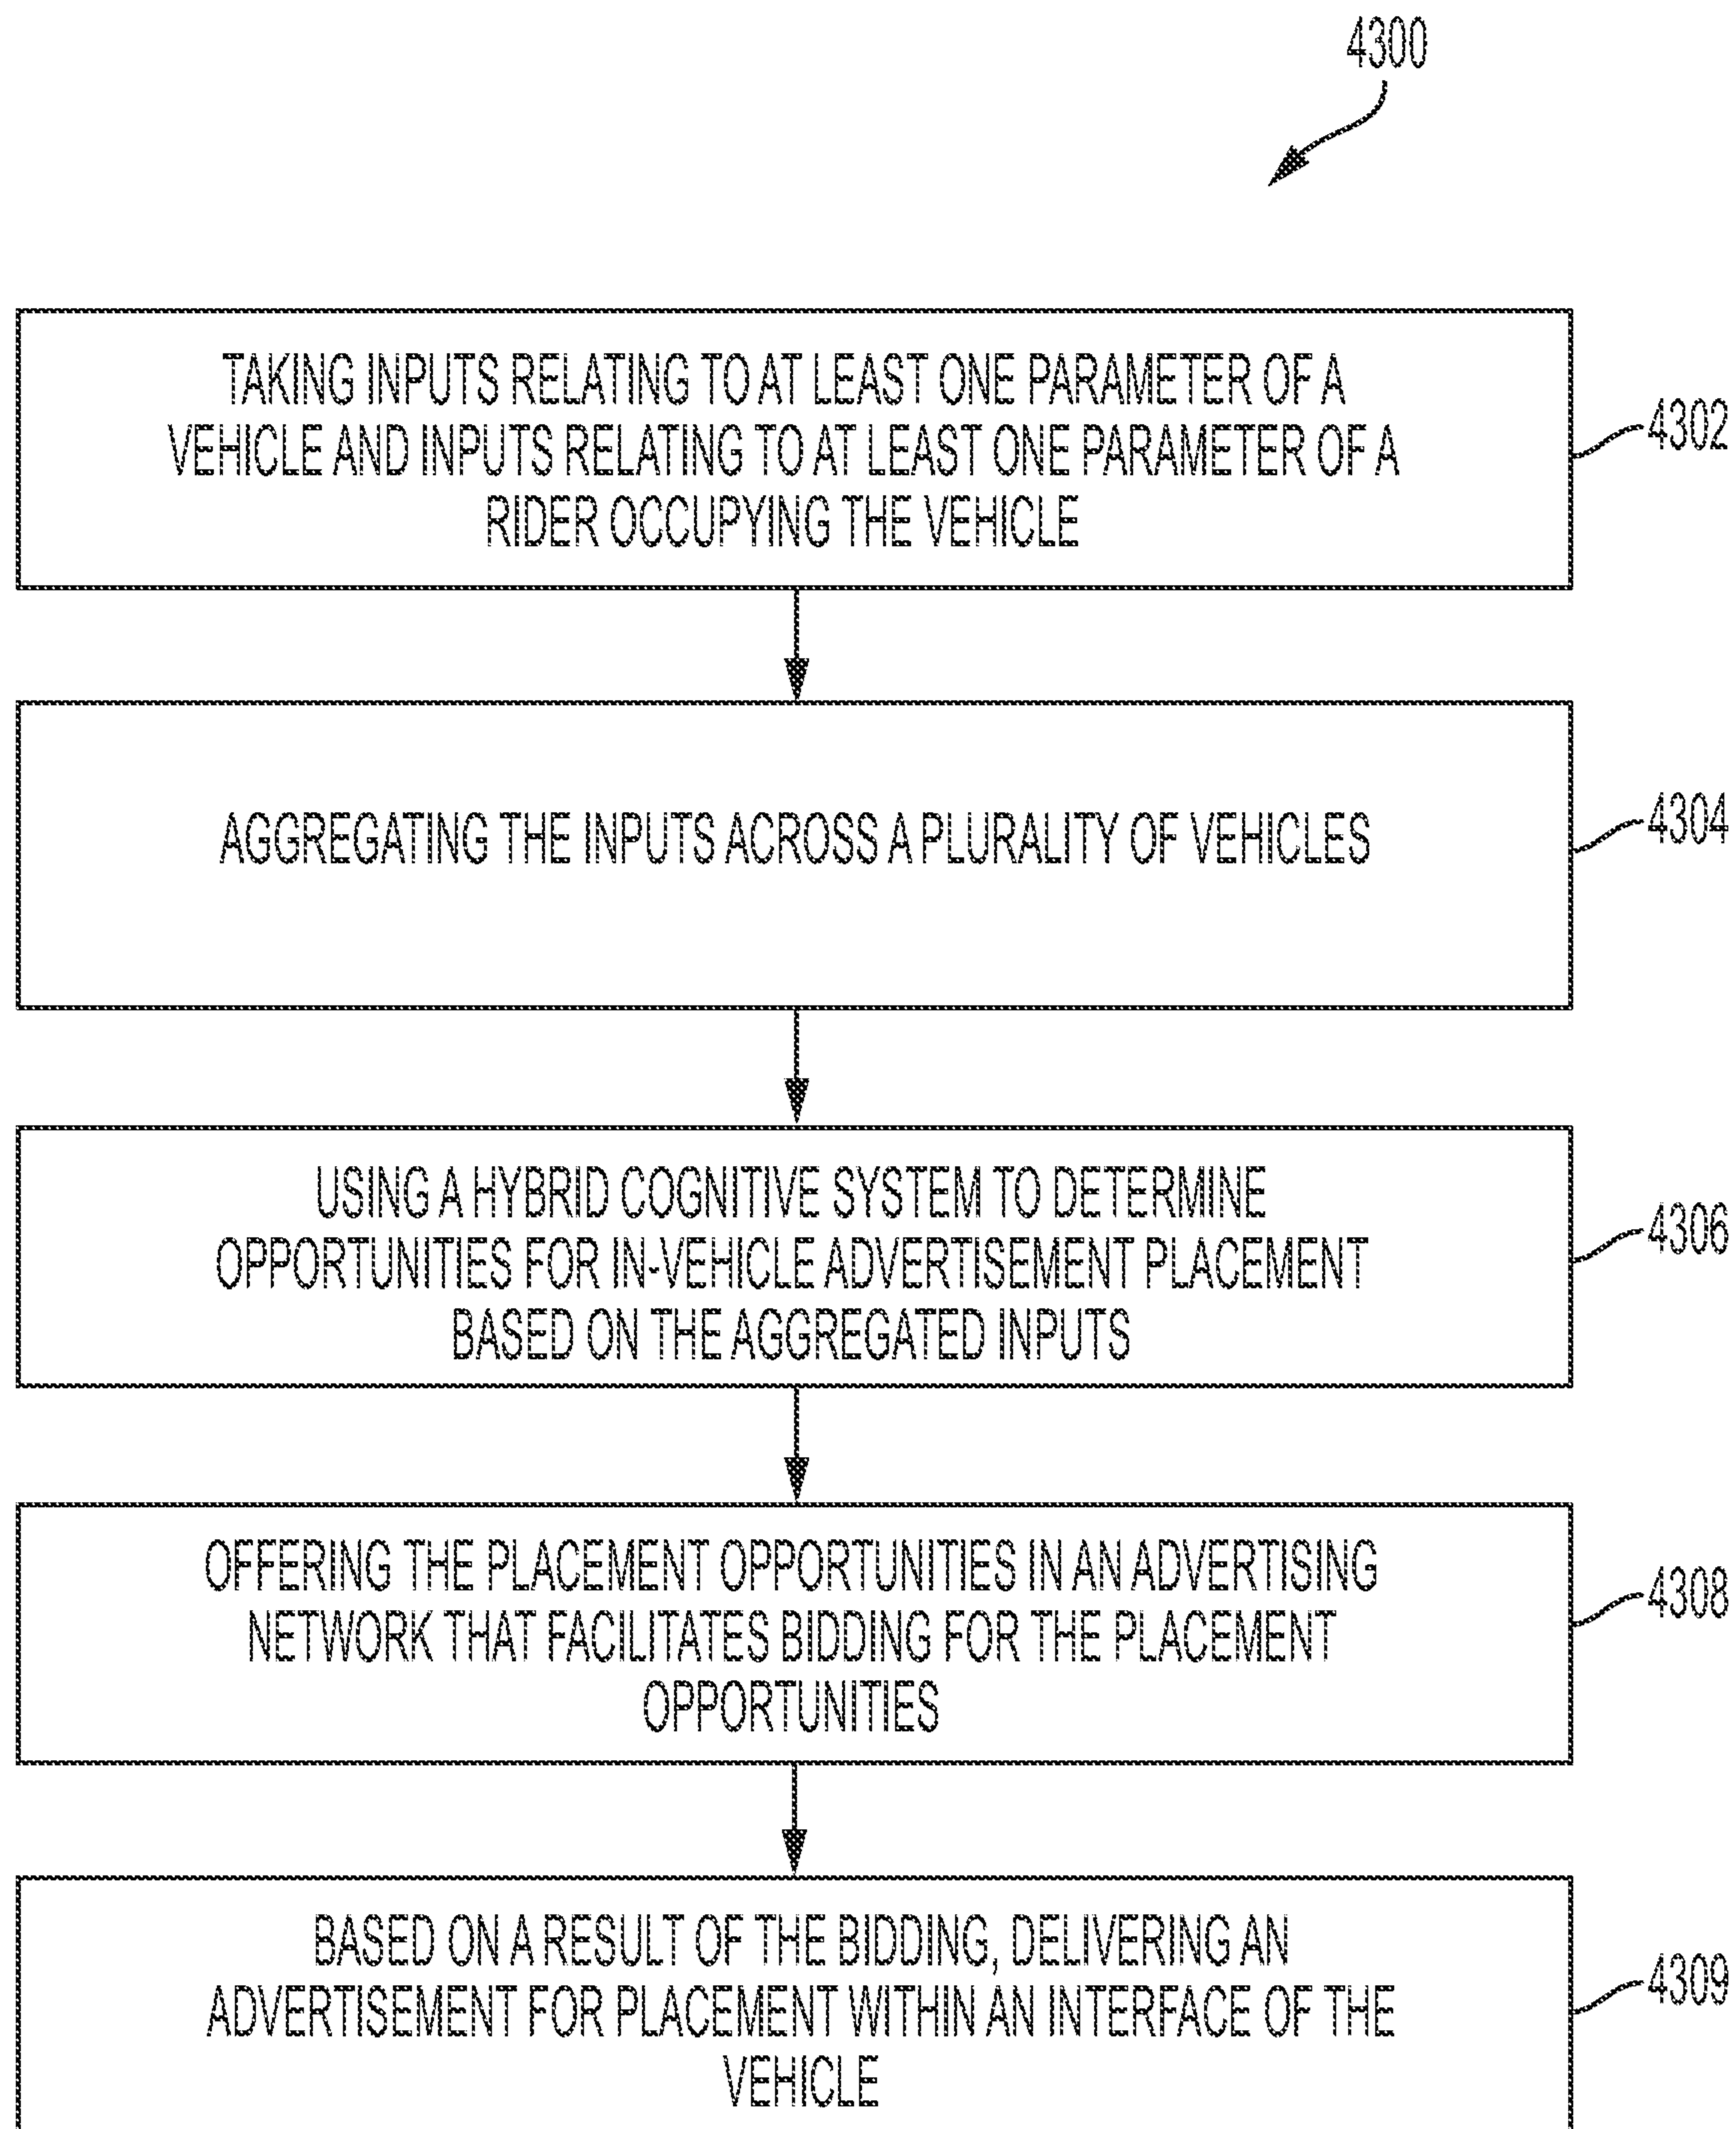 4300
TAKING INPUTS RELATING TO AT LEAST ONE PARAMETER OF A
VEHICLE AND INPUTS RELATING TO AT LEAST ONE PARAMETER OF A
RIDER OCCUPYING THE VEHICLE
4302
AGGREGATING THE INPUTS ACROSS A PLURALITY OF VEHICLES
4304
USING A HYBRID COGNITIVE SYSTEM TO DETERMINE
OPPORTUNITIES FOR IN-VEHICLE ADVERTISEMENT PLACEMENT
BASED ON THE AGGREGATED INPUTS
4306
OFFERING THE PLACEMENT OPPORTUNITIES IN AN ADVERTISING
NETWORK THAT FACILITATES BIDDING FOR THE PLACEMENT
OPPORTUNITIES
4308
BASED ON A RESULT OF THE BIDDING, DELIVERING AN
ADVERTISEMENT FOR PLACEMENT WITHIN AN INTERFACE OF THE
VEHICLE
4309